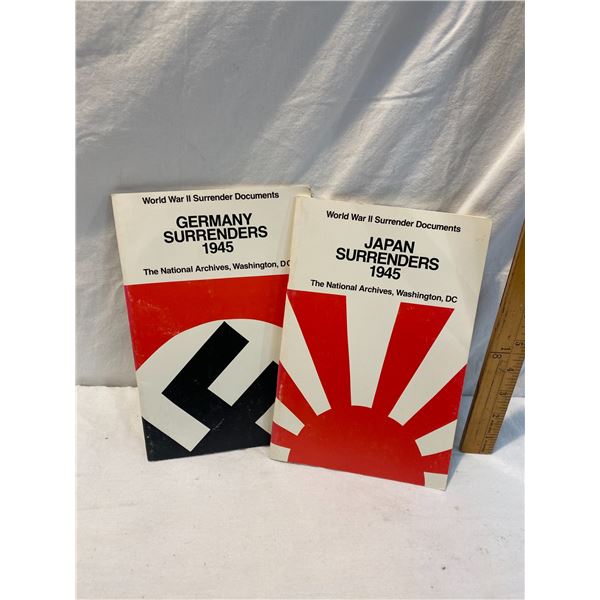 World War II Surrender Documents
GERMANY
SURRENDERS
1945
The National Archives, Washington, DC
World War II Surrender Documents
JAPAN
SURRENDERS
1945
The National Archives, Washington, DC